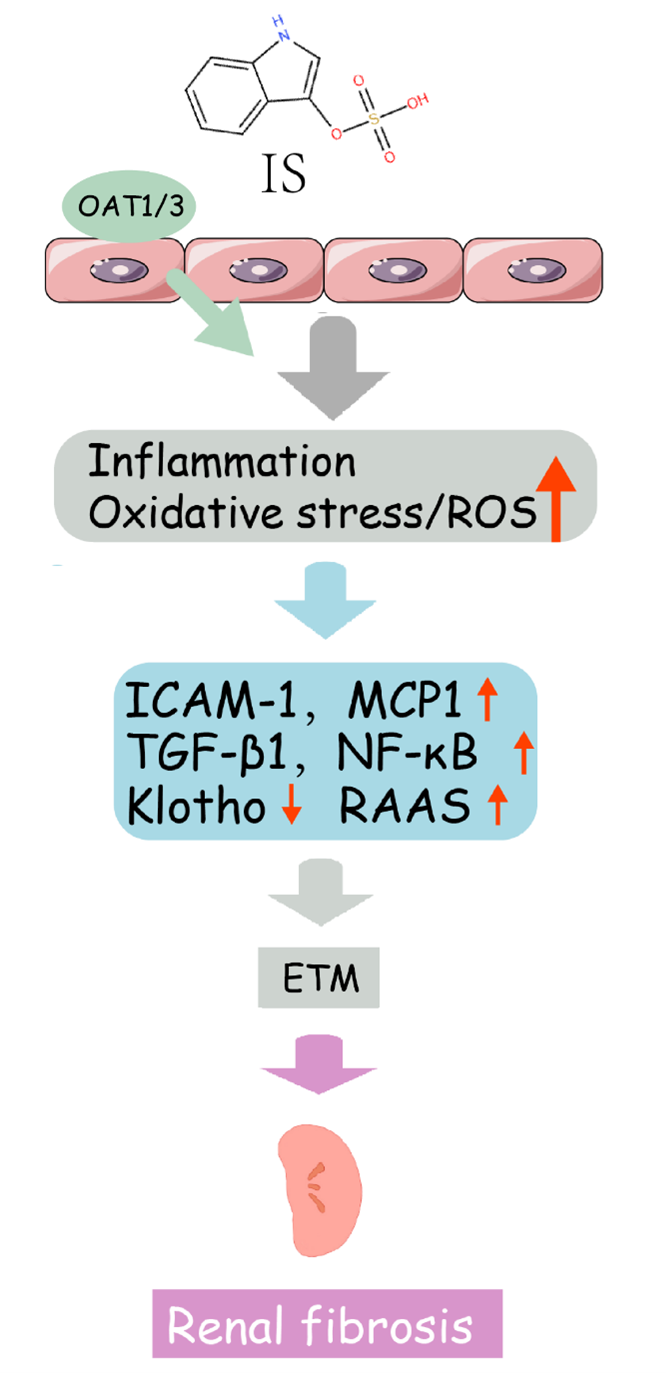 H
N
O
OH
S
O
O
IS
OAT1/3
Inflammation
Oxidative stress/ROS
ICAM-1, MCP1
TGF-β1, NF-κB
Klotho RAAS
ETM
Renal fibrosis